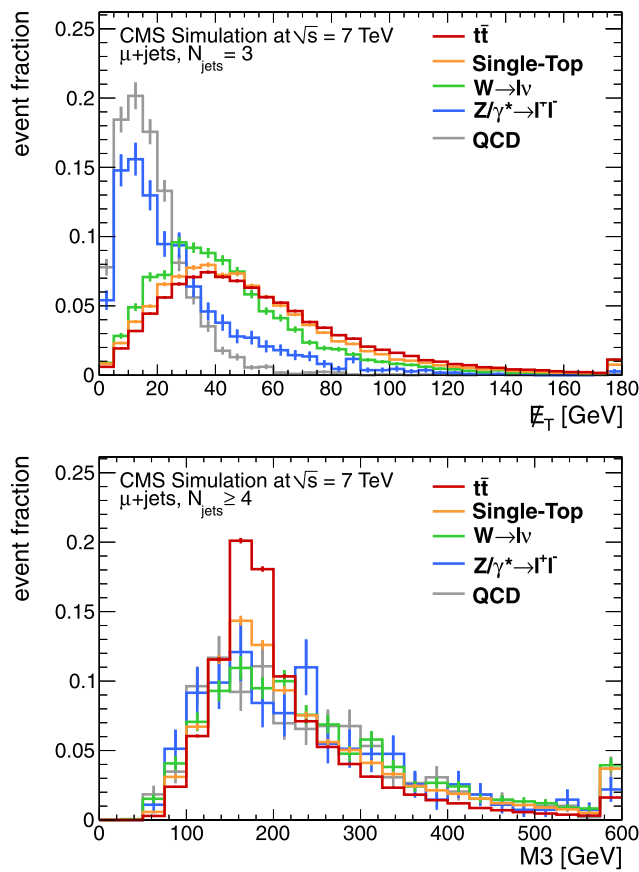 CMS Simulation at √s = 7 TeV
μ+jets, N_jets = 3
tt̄
Single-Top
W→lν
Z/γ*→l⁺l⁻
QCD
event fraction
0.25
0.2
0.15
0.1
0.05
0
0 20 40 60 80 100 120 140 160 180
E̸_T [GeV]
CMS Simulation at √s = 7 TeV
μ+jets, N_jets ≥ 4
tt̄
Single-Top
W→lν
Z/γ*→l⁺l⁻
QCD
event fraction
0.25
0.2
0.15
0.1
0.05
0
0 100 200 300 400 500 600
M3 [GeV]